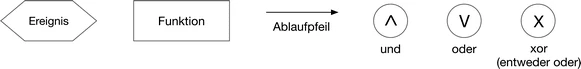 Ereignis
Funktion
Ablaufpfeil
∧
und
V
oder
X
xor
(entweder oder)